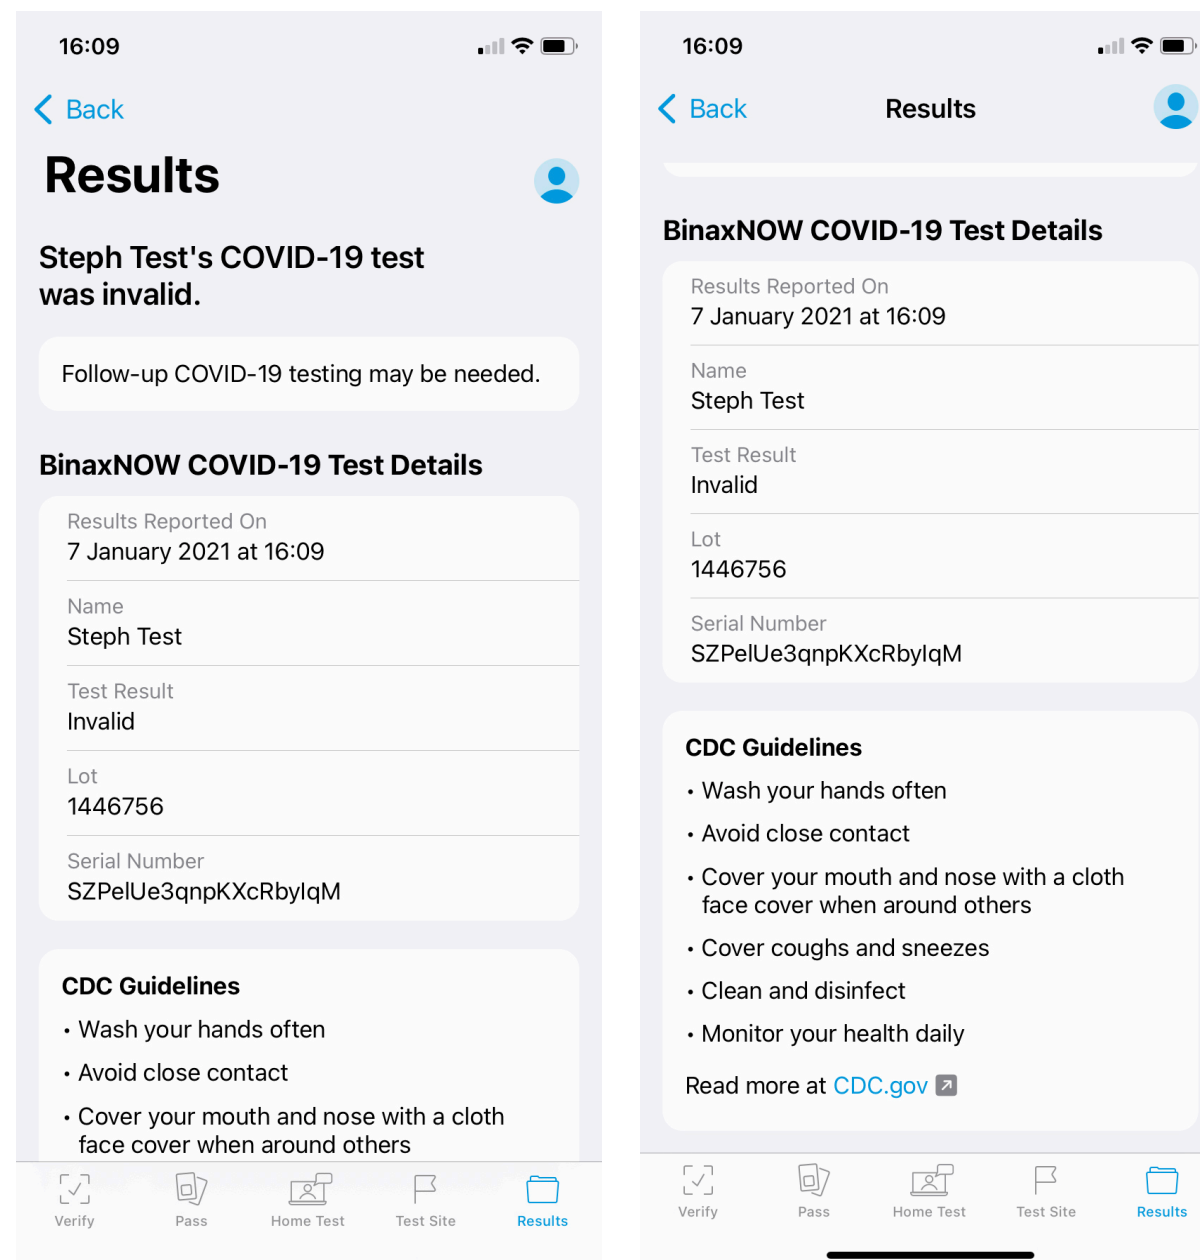 16:09
Back
Results
Steph Test's COVID-19 test
was invalid.
Follow-up COVID-19 testing may be needed.
BinaxNOW COVID-19 Test Details
Results Reported On
7 January 2021 at 16:09
Name
Steph Test
Test Result
Invalid
Lot
1446756
Serial Number
SZPelUe3qnpKXcRbylqM
CDC Guidelines
• Wash your hands often
• Avoid close contact
• Cover your mouth and nose with a cloth
face cover when around others
Verify
Pass
Home Test
Test Site
Results
16:09
Back
Results
BinaxNOW COVID-19 Test Details
Results Reported On
7 January 2021 at 16:09
Name
Steph Test
Test Result
Invalid
Lot
1446756
Serial Number
SZPelUe3qnpKXcRbylqM
CDC Guidelines
• Wash your hands often
• Avoid close contact
• Cover your mouth and nose with a cloth
face cover when around others
• Cover coughs and sneezes
• Clean and disinfect
• Monitor your health daily
Read more at CDC.gov
Verify
Pass
Home Test
Test Site
Results